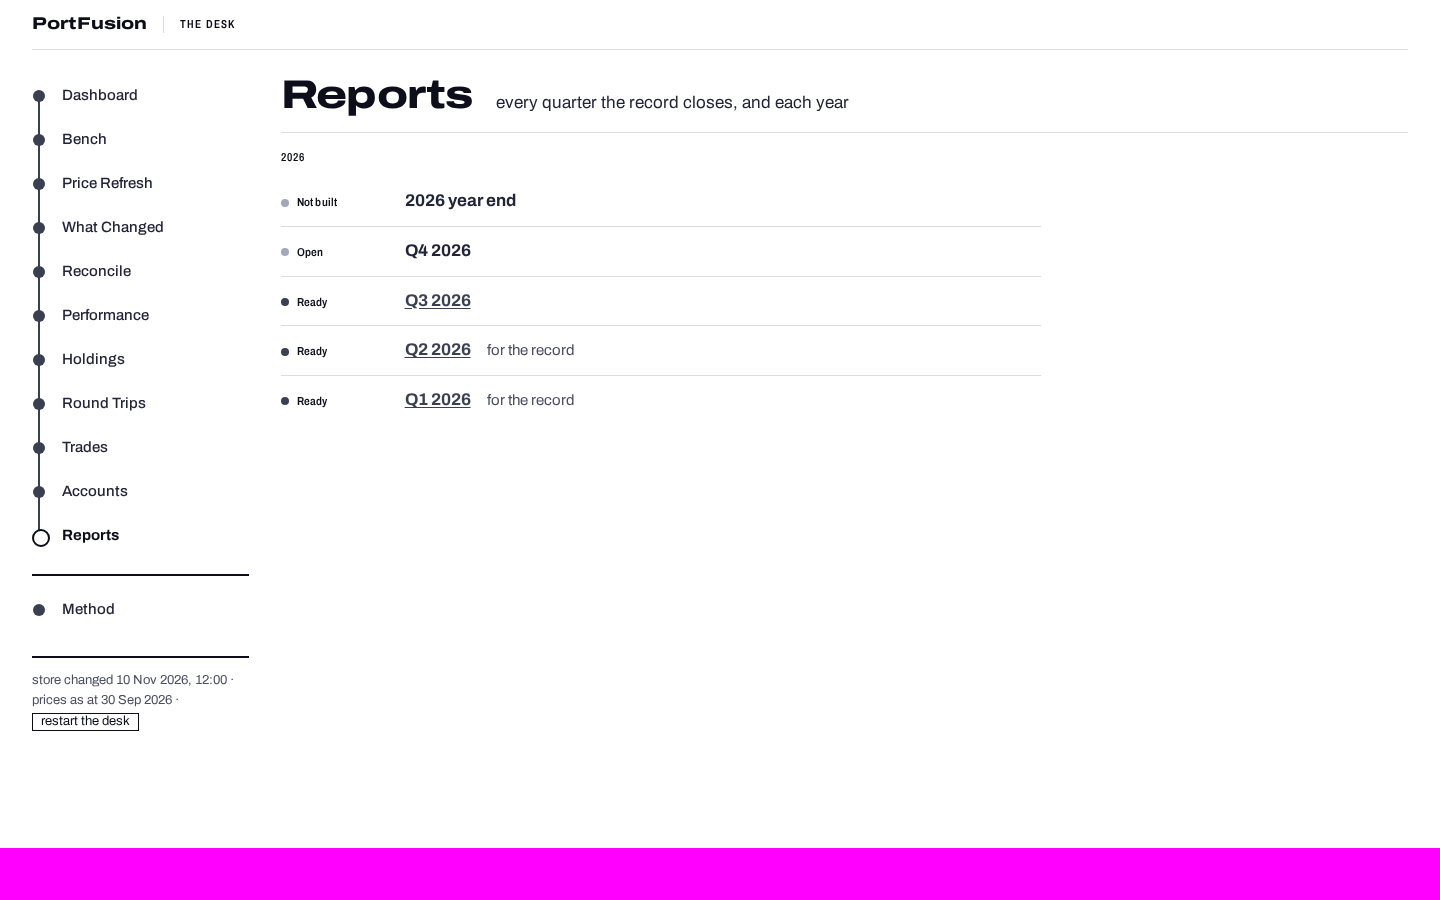 PortFusion THE DESK
Dashboard
Bench
Price Refresh
What Changed
Reconcile
Performance
Holdings
Round Trips
Trades
Accounts
Reports
Method
store changed 10 Nov 2026, 12:00 ·
prices as at 30 Sep 2026 ·
restart the desk
Reports every quarter the record closes, and each year
2026
Not built 2026 year end
Open Q4 2026
Ready Q3 2026
Ready Q2 2026 for the record
Ready Q1 2026 for the record